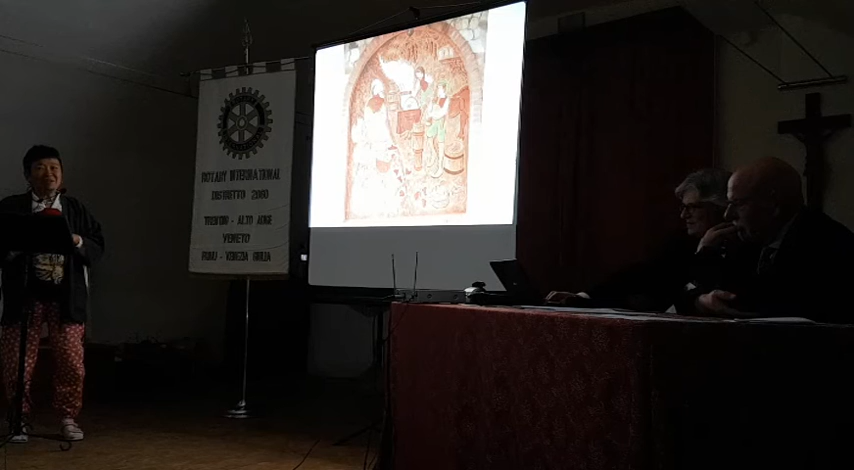 ROTARY INTERNATIONAL
DISTRETTO 2060
TRENTINO - ALTO ADIGE
VENETO
FRIULI - VENEZIA GIULIA